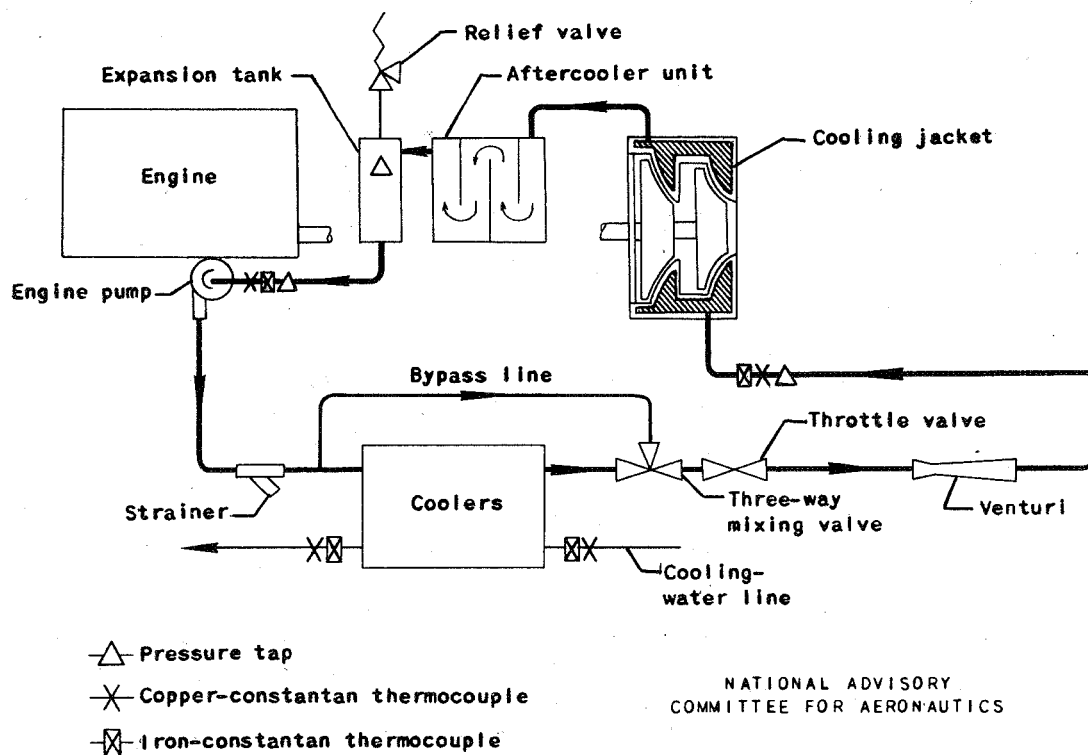 Relief valve
Expansion tank
Aftercooler unit
Cooling jacket
Engine
Engine pump
Bypass line
Throttle valve
Strainer
Coolers
Three-way
mixing valve
Venturi
Cooling-
water line
Pressure tap
Copper-constantan thermocouple
Iron-constantan thermocouple
NATIONAL ADVISORY
COMMITTEE FOR AERONAUTICS